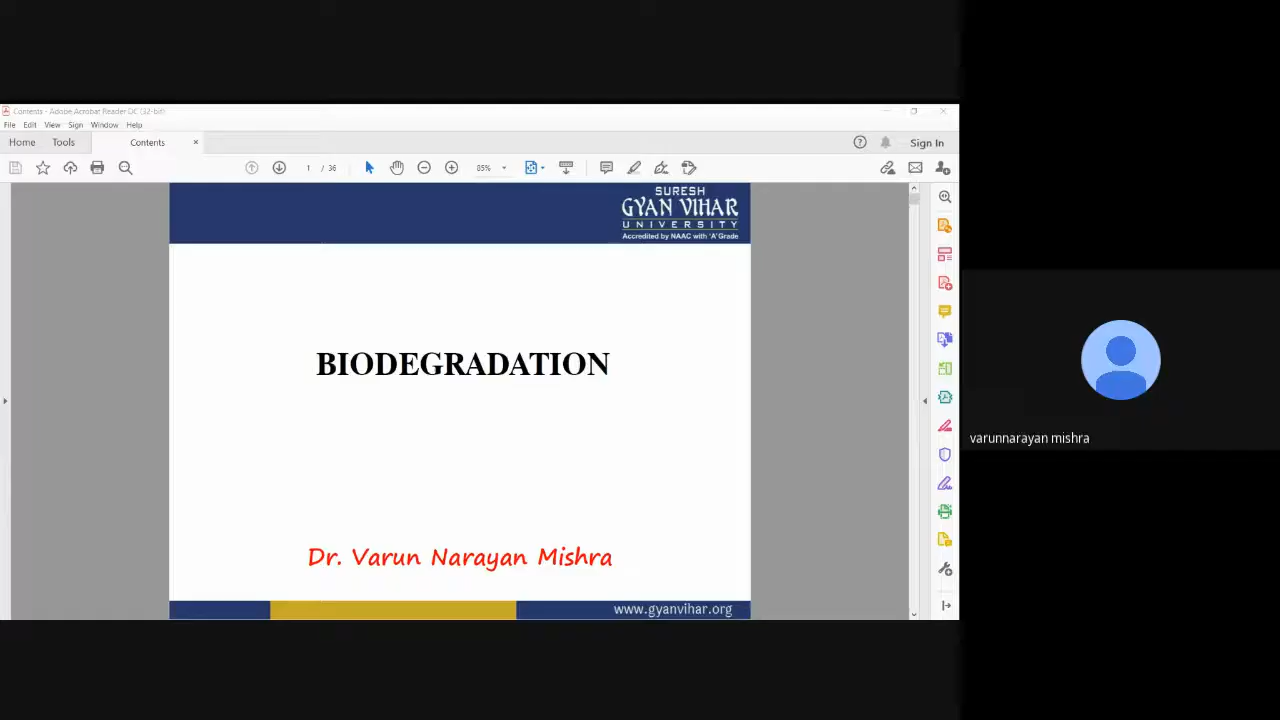 Contents - Adobe Acrobat Reader DC (32-bit)
File Edit View Sign Window Help
Home Tools Contents × Sign In
1 / 36 85%
SURESH
GYAN VIHAR
UNIVERSITY
Accredited by NAAC with 'A' Grade
BIODEGRADATION
Dr. Varun Narayan Mishra
www.gyanvihar.org
varunnarayan mishra